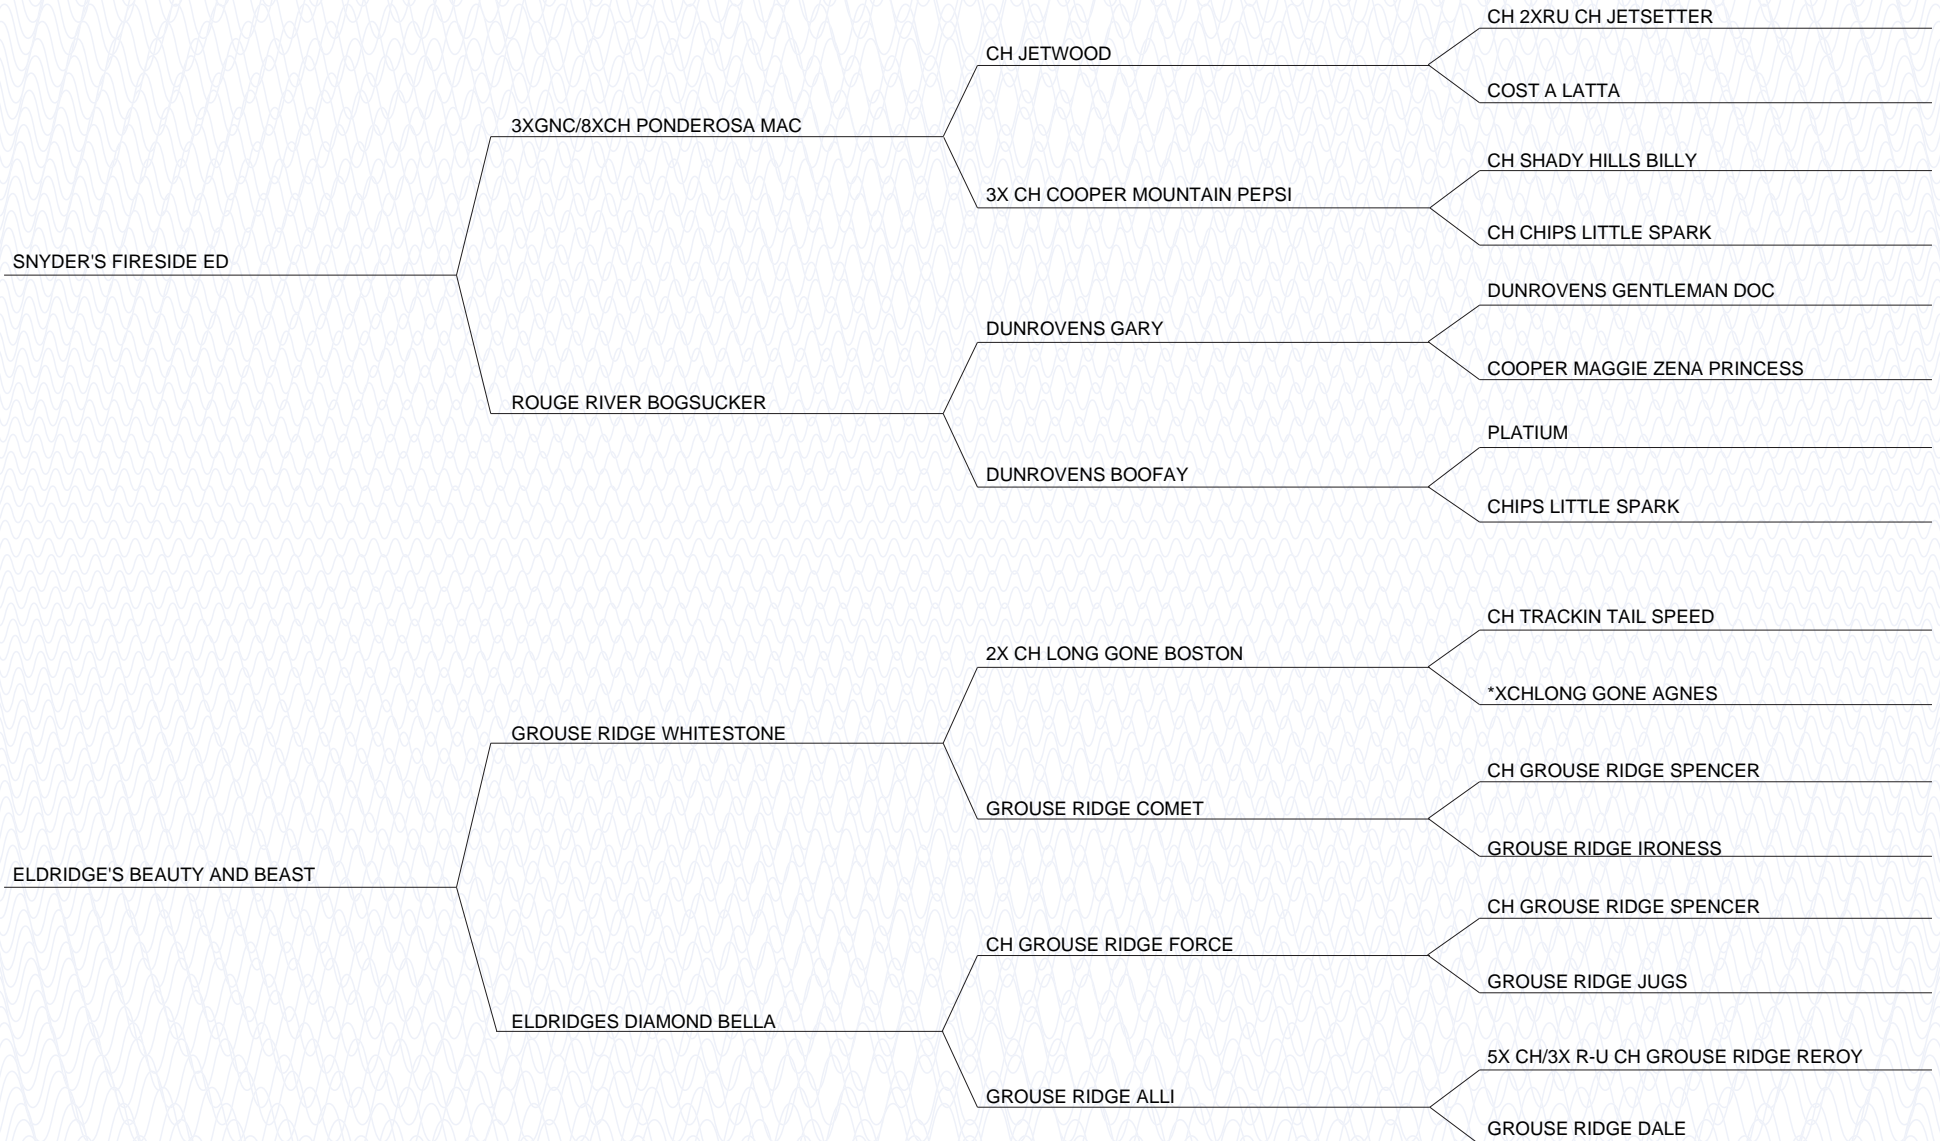 CH 2XRU CH JETSETTER
CH JETWOOD
COST A LATTA
3XGNC/8XCH PONDEROSA MAC
CH SHADY HILLS BILLY
3X CH COOPER MOUNTAIN PEPSI
CH CHIPS LITTLE SPARK
SNYDER'S FIRESIDE ED
DUNROVENS GENTLEMAN DOC
DUNROVENS GARY
COOPER MAGGIE ZENA PRINCESS
ROUGE RIVER BOGSUCKER
PLATIUM
DUNROVENS BOOFAY
CHIPS LITTLE SPARK
CH TRACKIN TAIL SPEED
2X CH LONG GONE BOSTON
*XCHLONG GONE AGNES
GROUSE RIDGE WHITESTONE
CH GROUSE RIDGE SPENCER
GROUSE RIDGE COMET
GROUSE RIDGE IRONESS
ELDRIDGE'S BEAUTY AND BEAST
CH GROUSE RIDGE SPENCER
CH GROUSE RIDGE FORCE
GROUSE RIDGE JUGS
ELDRIDGES DIAMOND BELLA
5X CH/3X R-U CH GROUSE RIDGE REROY
GROUSE RIDGE ALLI
GROUSE RIDGE DALE